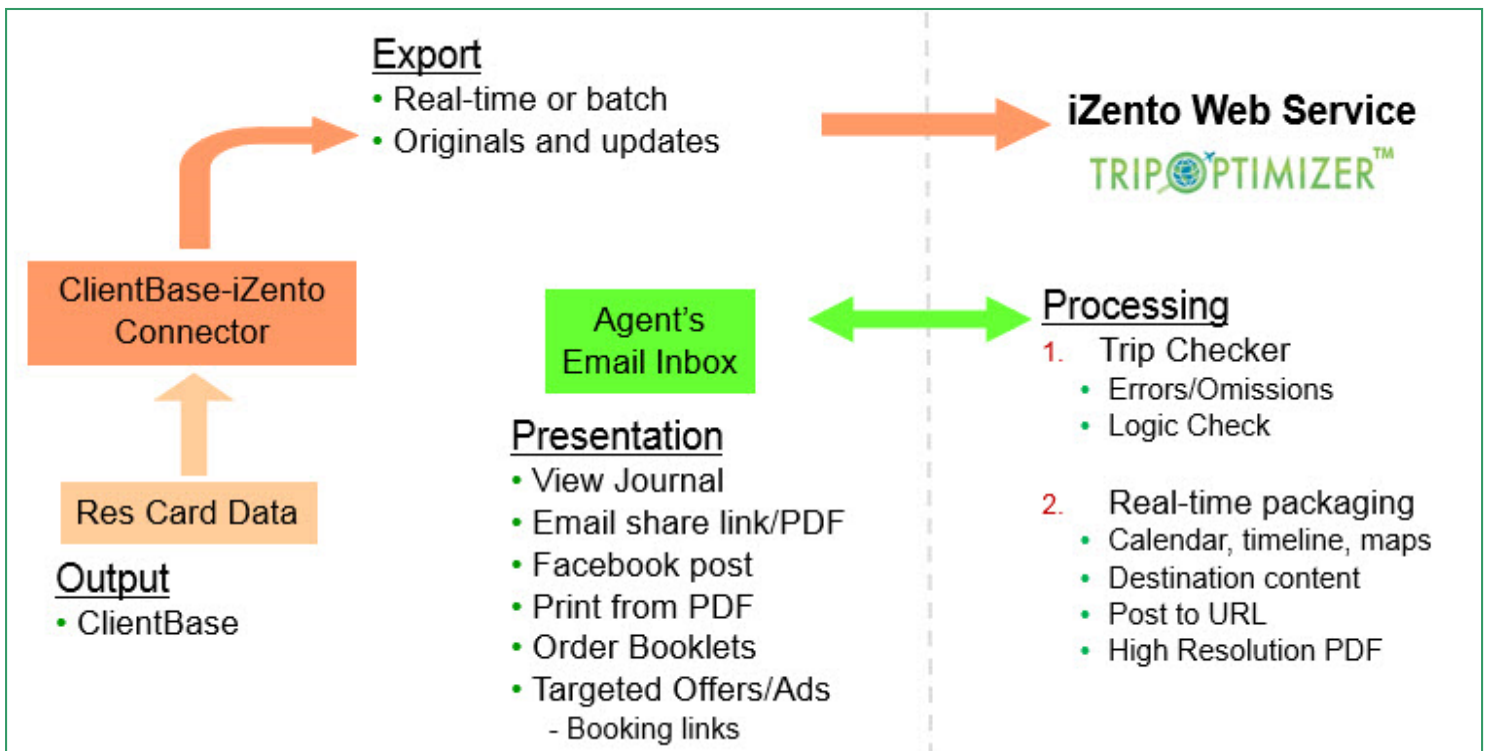 Export
• Real-time or batch
• Originals and updates
iZento Web Service
TRIPOPTIMIZER™
ClientBase-iZento
Connector
Res Card Data
Output
• ClientBase
Agent's
Email Inbox
Presentation
• View Journal
• Email share link/PDF
• Facebook post
• Print from PDF
• Order Booklets
• Targeted Offers/Ads
- Booking links
Processing
1. Trip Checker
• Errors/Omissions
• Logic Check
2. Real-time packaging
• Calendar, timeline, maps
• Destination content
• Post to URL
• High Resolution PDF